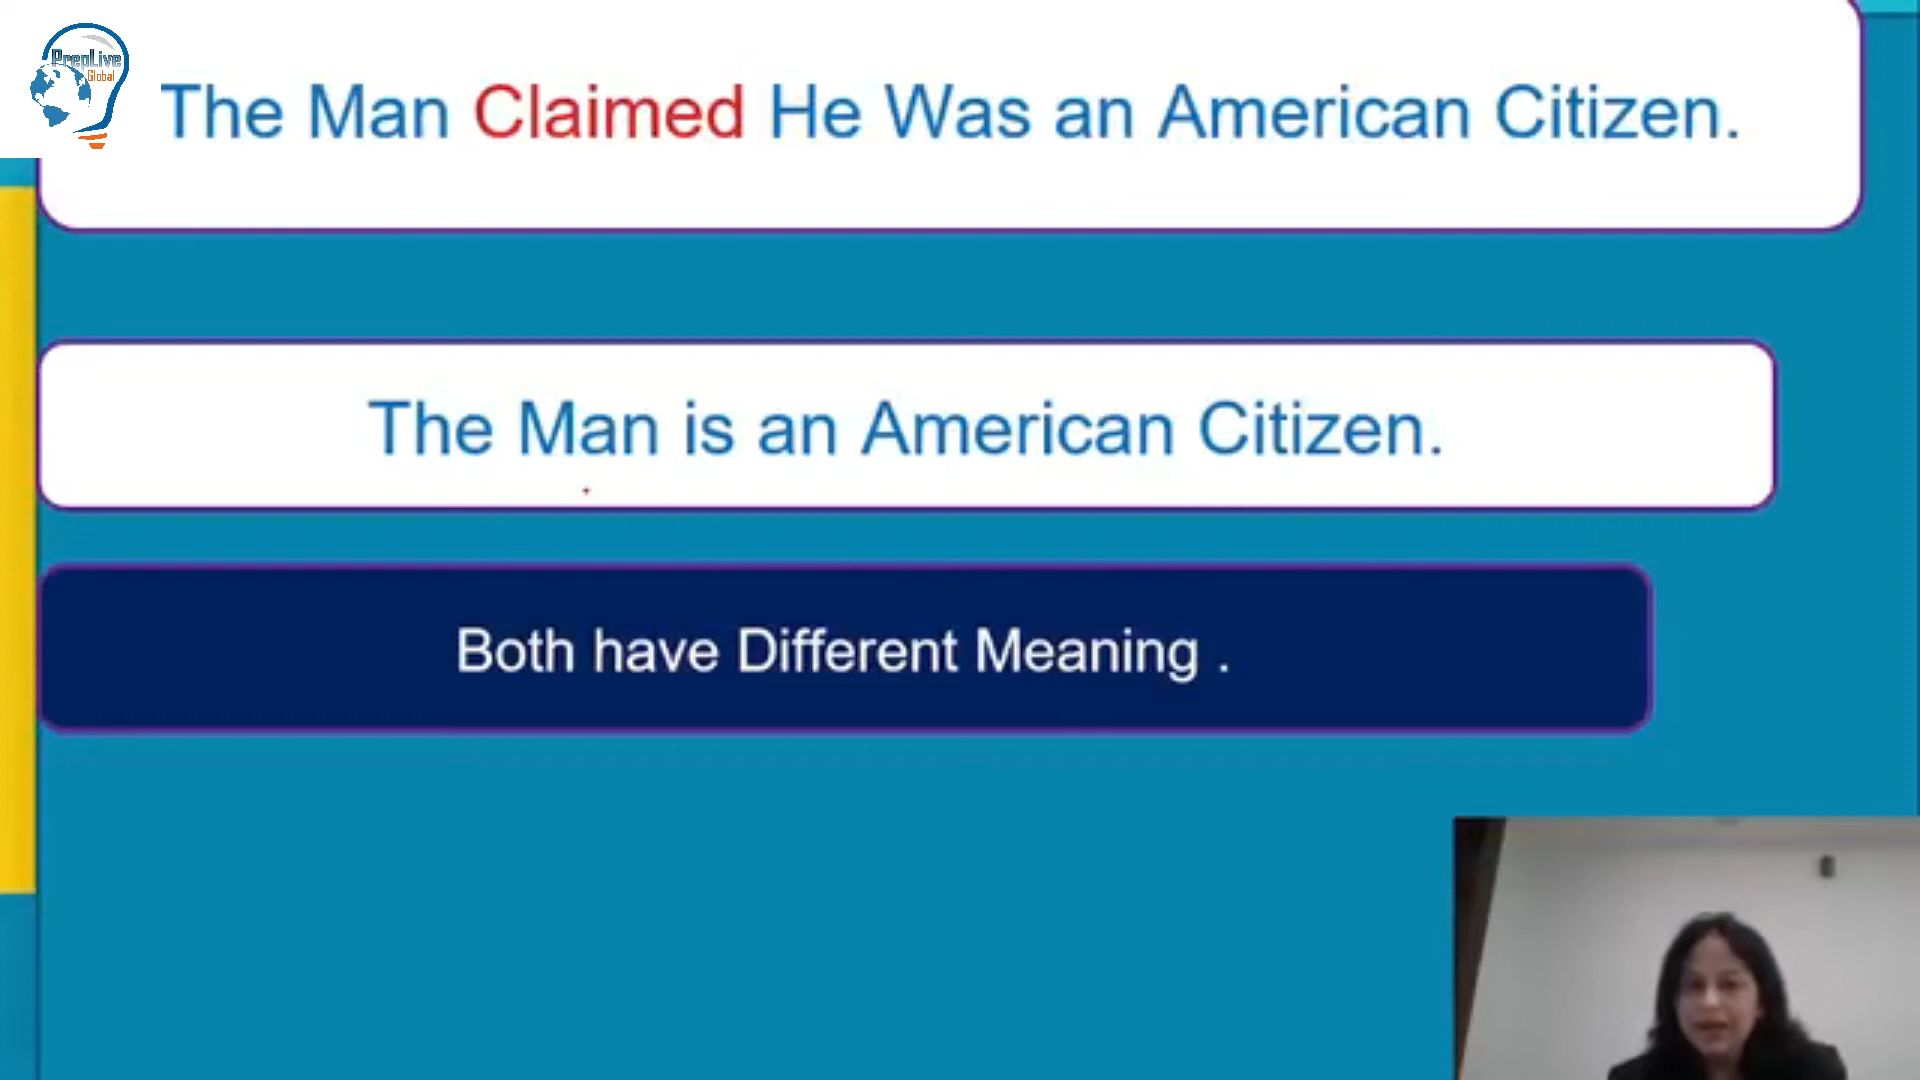 PrepLive
Global
The Man Claimed He Was an American Citizen.
The Man is an American Citizen.
Both have Different Meaning .